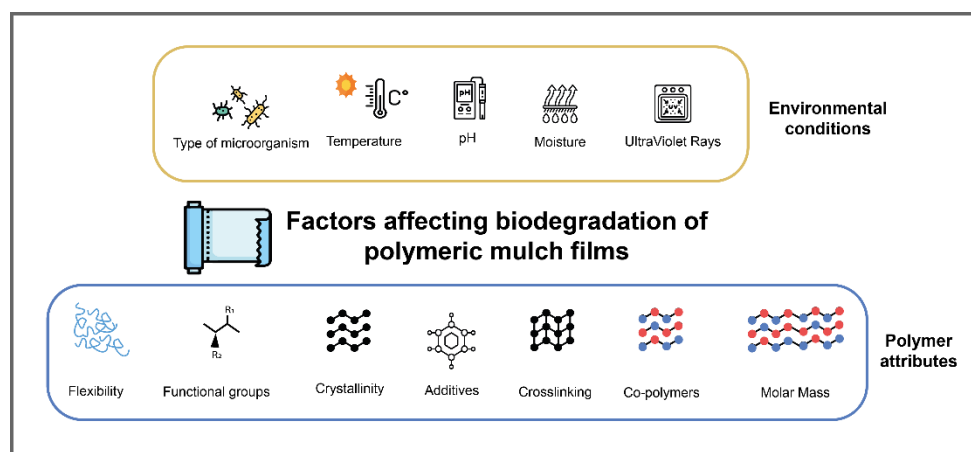 pH
C°
UV
Type of microorganism
Temperature
pH
Moisture
UltraViolet Rays
Environmental
conditions
Factors affecting biodegradation of
polymeric mulch films
R₁
R₂
Flexibility
Functional groups
Crystallinity
Additives
Crosslinking
Co-polymers
Molar Mass
Polymer
attributes